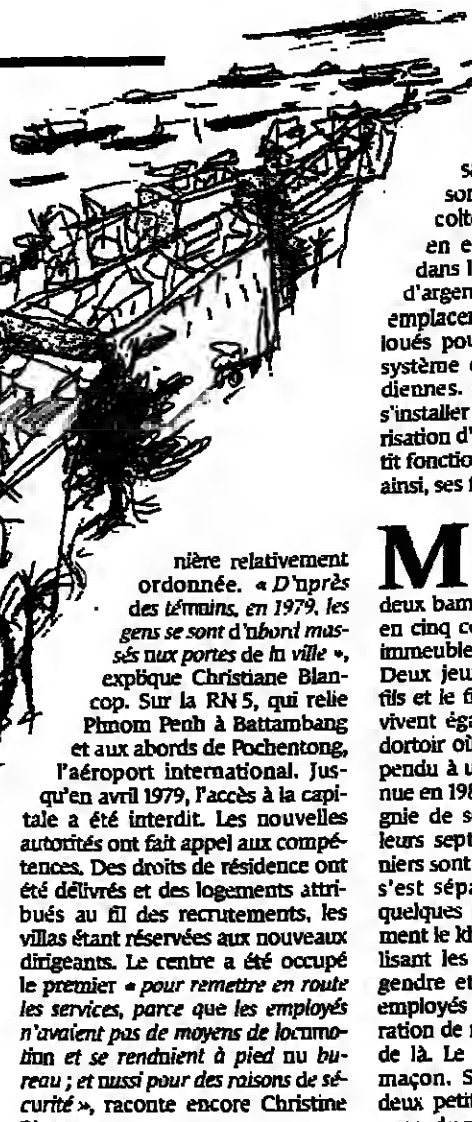 nière relativement
ordonnée. « D'après
des témoins, en 1979, les
gens se sont d'abord mas-
sés aux portes de la ville »,
explique Christiane Blan-
cop. Sur la RN 5, qui relie
Phnom Penh à Battambang
et aux abords de Pochentong,
l'aéroport international. Jus-
qu'en avril 1979, l'accès à la capi-
tale a été interdit. Les nouvelles
autorités ont fait appel aux compé-
tences. Des droits de résidence ont
été délivrés et des logements attri-
bués au fil des recrutements, les
villas étant réservées aux nouveaux
dirigeants. Le centre a été occupé
le premier « pour remettre en route
les services, parce que les employés
n'avaient pas de moyens de locomo-
tion et se rendaient à pied au bu-
reau ; et aussi pour des raisons de sé-
curité », raconte encore Christine
son
colte
en e
dans l
d'argen
emplacem
loués pou
système
diennes.
s'installer
risation d'
tit fonctio
ainsi, ses f
M
deux bam
en cinq co
immeuble
Deux jeu
fils et le f
vivent éga
dortoir où
pendu à u
nue en 198
gnie de s
leurs sept
niers sont
s'est sépa
quelques
ment le kh
lisant les
gendre et
employés
ration de r
de là. Le
maçon. S
deux petit